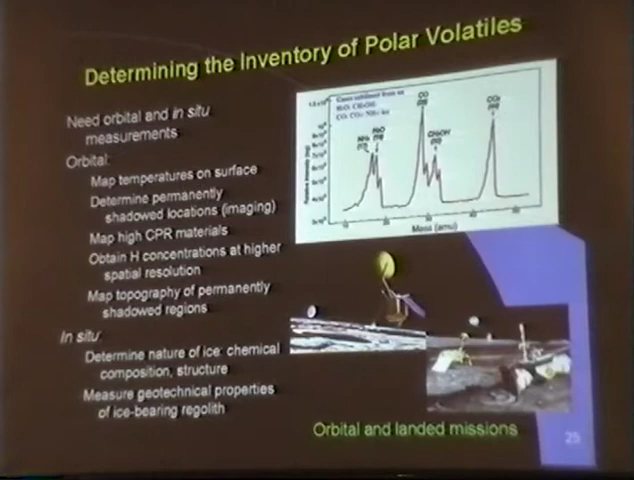 Determining the Inventory of Polar Volatiles
Need orbital and in situ
measurements
Orbital:
Map temperatures on surface
Determine permanently
shadowed locations (imaging)
Map high CPR materials
Obtain H concentrations at higher
spatial resolution
Map topography of permanently
shadowed regions
In situ:
Determine nature of ice: chemical
composition, structure
Measure geotechnical properties
of ice-bearing regolith
CO
CO₂
NH₃
H₂O
CH₃OH
Mass (amu)
Orbital and landed missions
25